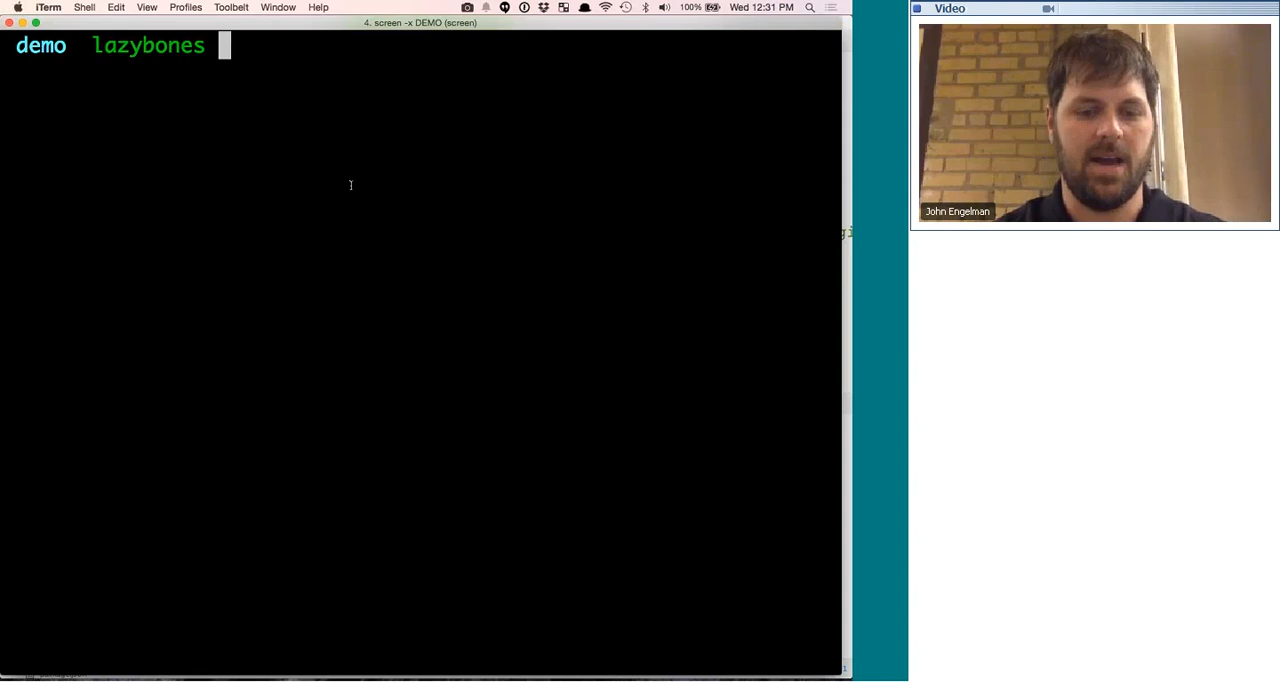 iTerm Shell Edit View Profiles Toolbelt Window Help 100% Wed 12:31 PM
4. screen -x DEMO (screen)
demo lazybones
gi
Video
John Engelman